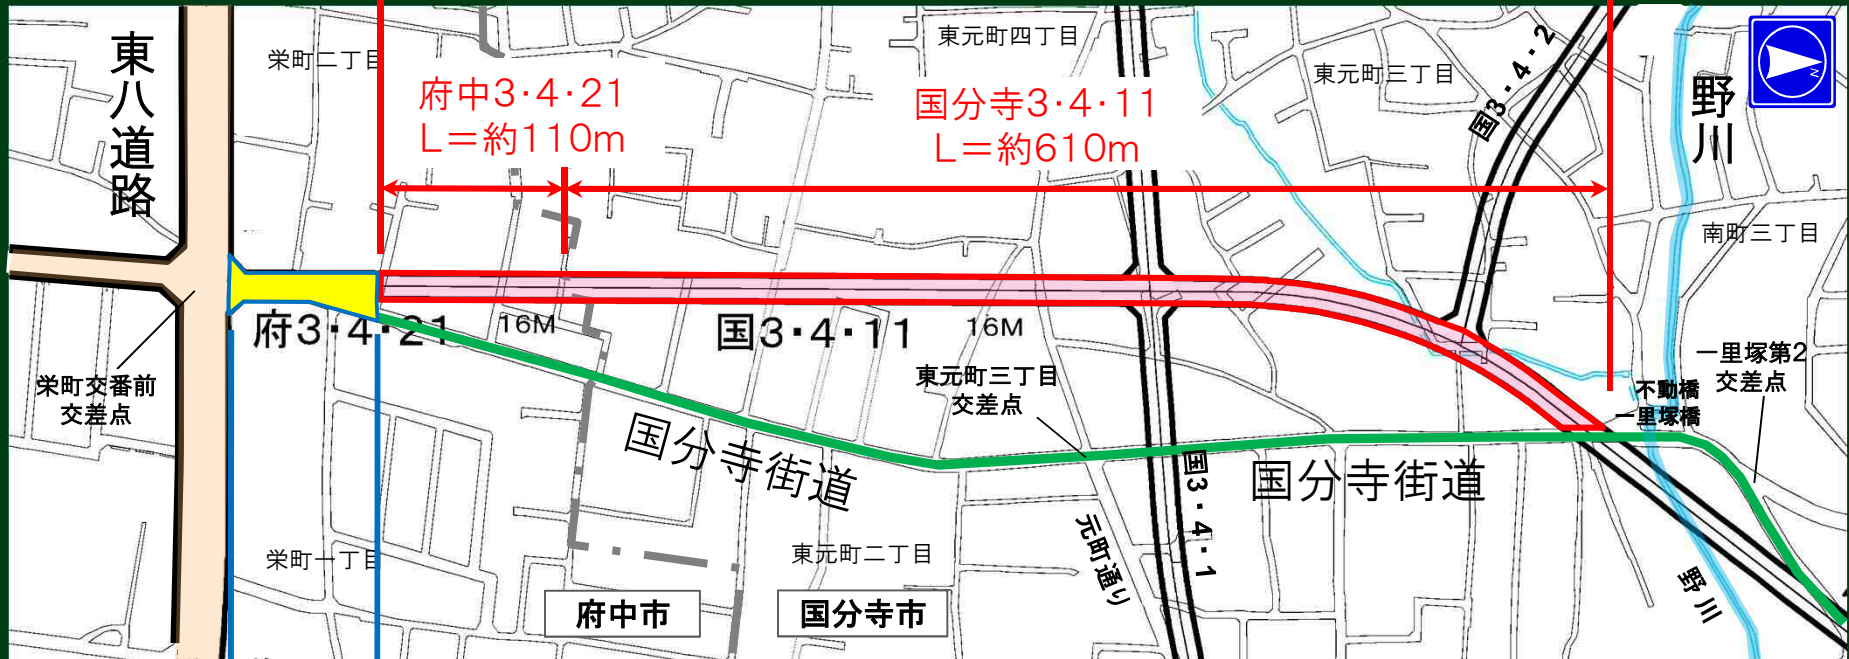 東八道路
栄町二丁目
府中3・4・21
L=約110m
東元町四丁目
国分寺3・4・11
L=約610m
東元町三丁目
国3・4・2
野川
N
南町三丁目
府3・4・21
16M
国3・4・11
16M
栄町交番前
交差点
東元町三丁目
交差点
一里塚第2
交差点
不動橋
一里塚橋
国分寺街道
国3・4・1
国分寺街道
栄町一丁目
東元町二丁目
元町通り
野川
府中市
国分寺市